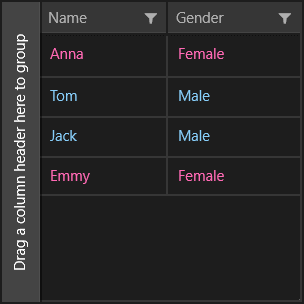 Drag a column header here to group
Name Gender
Anna Female
Tom Male
Jack Male
Emmy Female